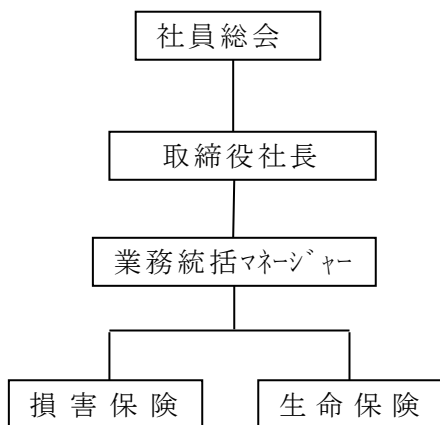 社員総会
取締役社長
業務統括ﾏﾈｰｼﾞｬｰ
損害保険
生命保険